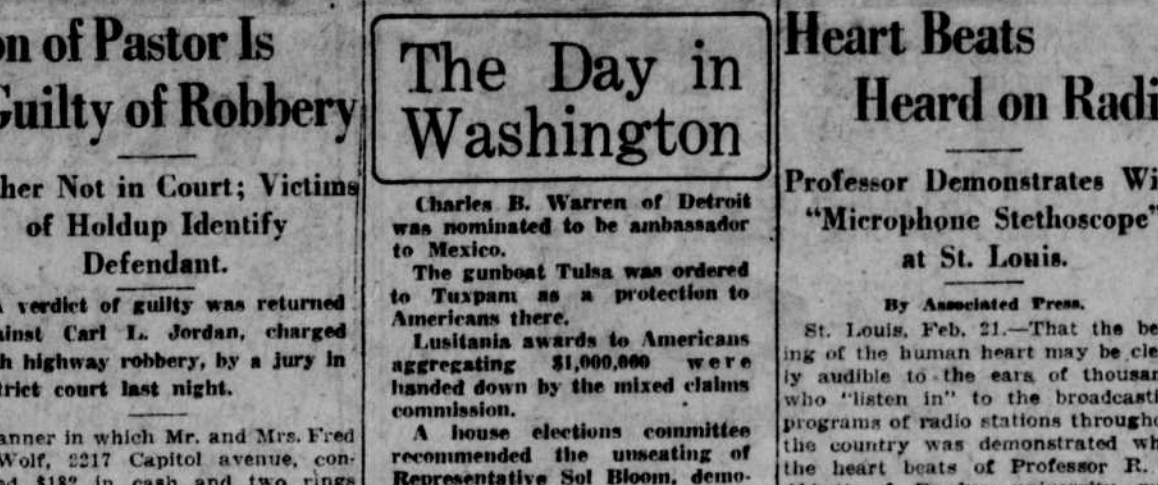 on of Pastor Is
Guilty of Robbery
her Not in Court; Victims
of Holdup Identify
Defendant.
A verdict of guilty was returned
ainst Carl L. Jordan, charged
h highway robbery, by a jury in
trict court last night.
anner in which Mr. and Mrs. Fred
Wolf, 2217 Capitol avenue, con-
ed $182 in cash and two rings
The Day in
Washington
Charles B. Warren of Detroit
was nominated to be ambassador
to Mexico.
The gunboat Tulsa was ordered
to Tuxpam as a protection to
Americans there.
Lusitania awards to Americans
aggregating $1,000,000 were
handed down by the mixed claims
commission.
A house elections committee
recommended the unseating of
Representative Sol Bloom, demo-
Heart Beats
Heard on Radi
Professor Demonstrates Wi
"Microphone Stethoscope"
at St. Louis.
By Associated Press.
St. Louis, Feb. 21.—That the be
ing of the human heart may be cle
ly audible to the ears of thousan
who "listen in" to the broadcasti
programs of radio stations througho
the country was demonstrated wh
the heart beats of Professor R.